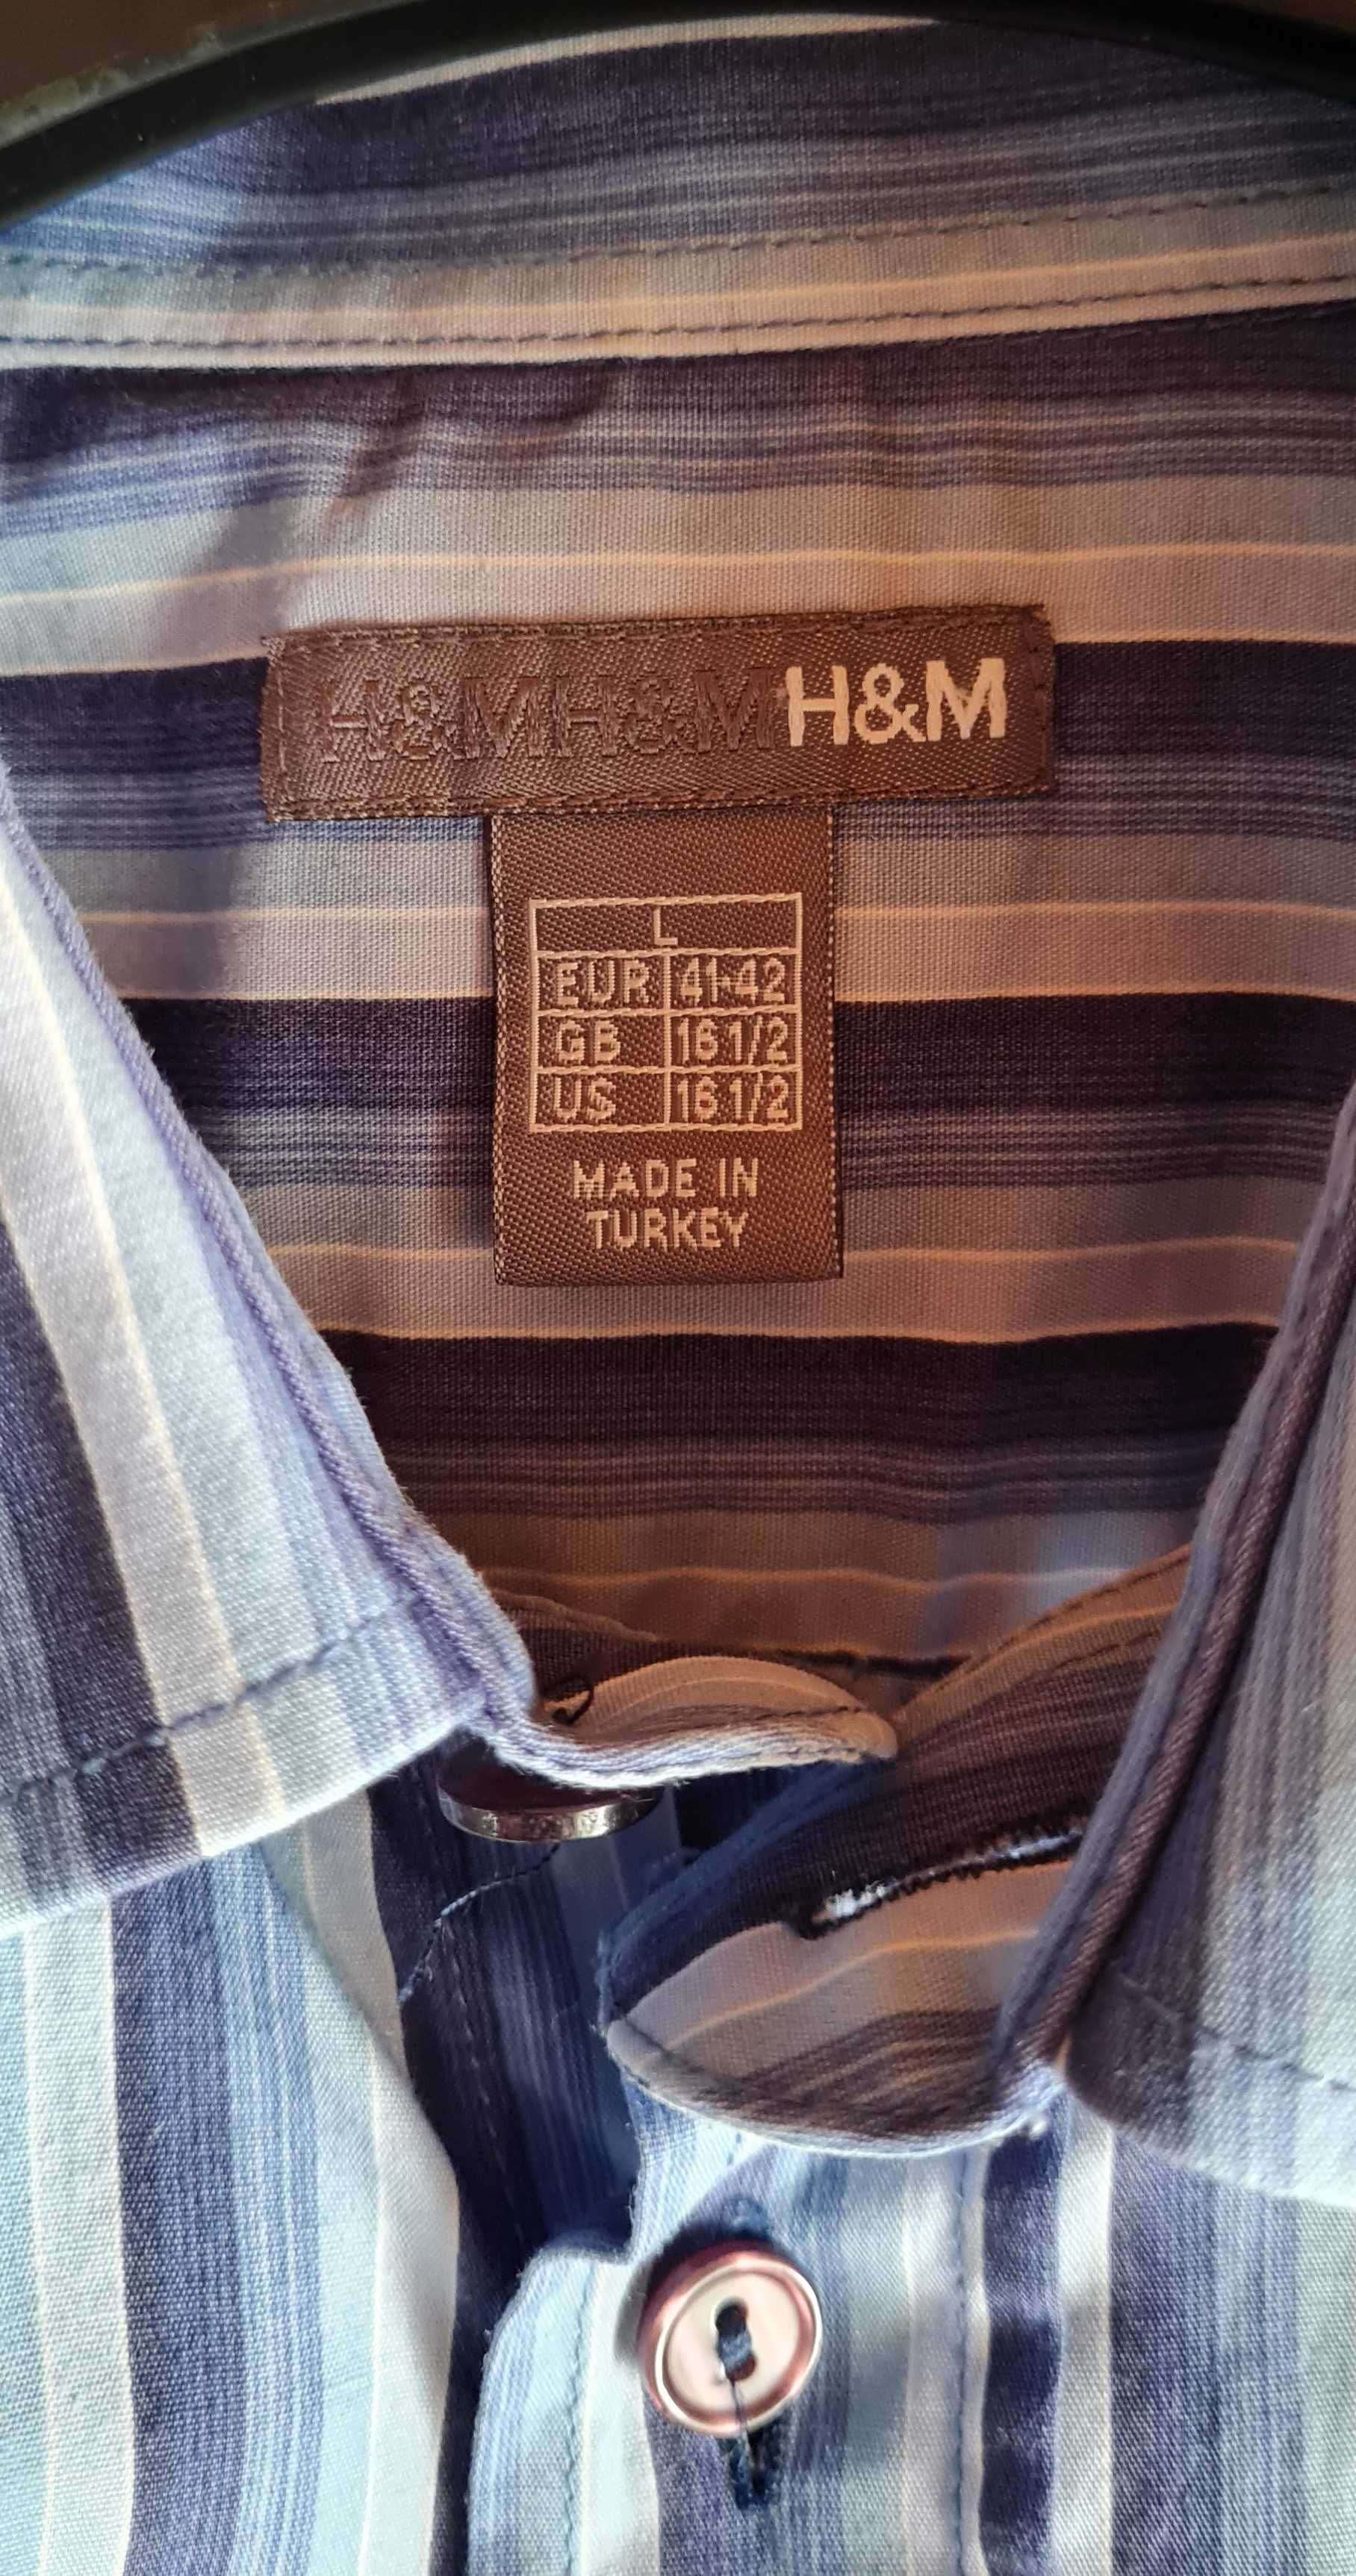 H&MH&MH&M
L
EUR 41-42
GB 16 1/2
US 16 1/2
MADE IN
TURKEY